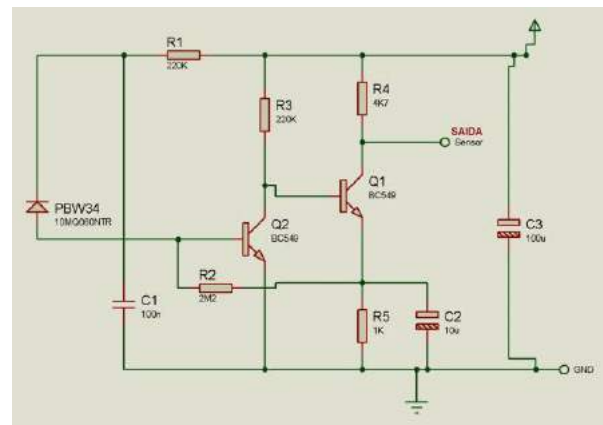 R1
220K
R3
220K
R4
4K7
SAIDA
Sensor
Q1
BC549
PBW34
10MQ060NTR
Q2
BC549
C3
100u
R2
2M2
C1
100n
R5
1K
C2
10u
GND